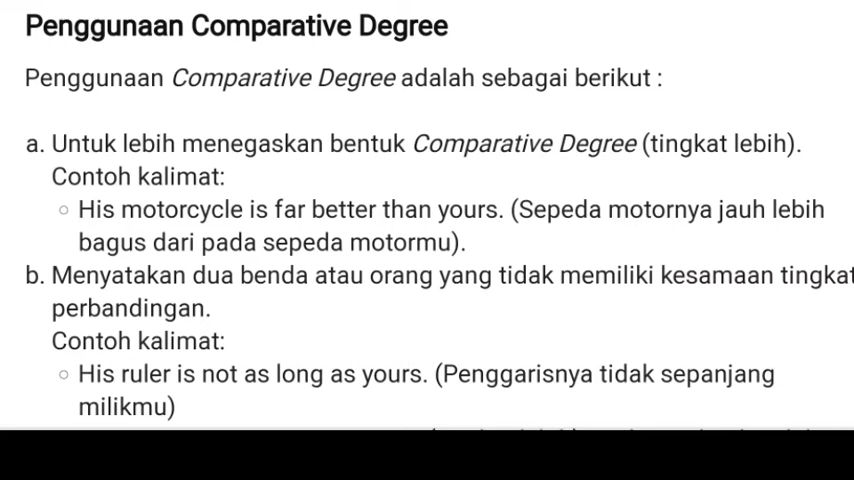 Penggunaan Comparative Degree
Penggunaan Comparative Degree adalah sebagai berikut :
a. Untuk lebih menegaskan bentuk Comparative Degree (tingkat lebih).
Contoh kalimat:
○ His motorcycle is far better than yours. (Sepeda motornya jauh lebih
bagus dari pada sepeda motormu).
b. Menyatakan dua benda atau orang yang tidak memiliki kesamaan tingkat
perbandingan.
Contoh kalimat:
○ His ruler is not as long as yours. (Penggarisnya tidak sepanjang
milikmu)